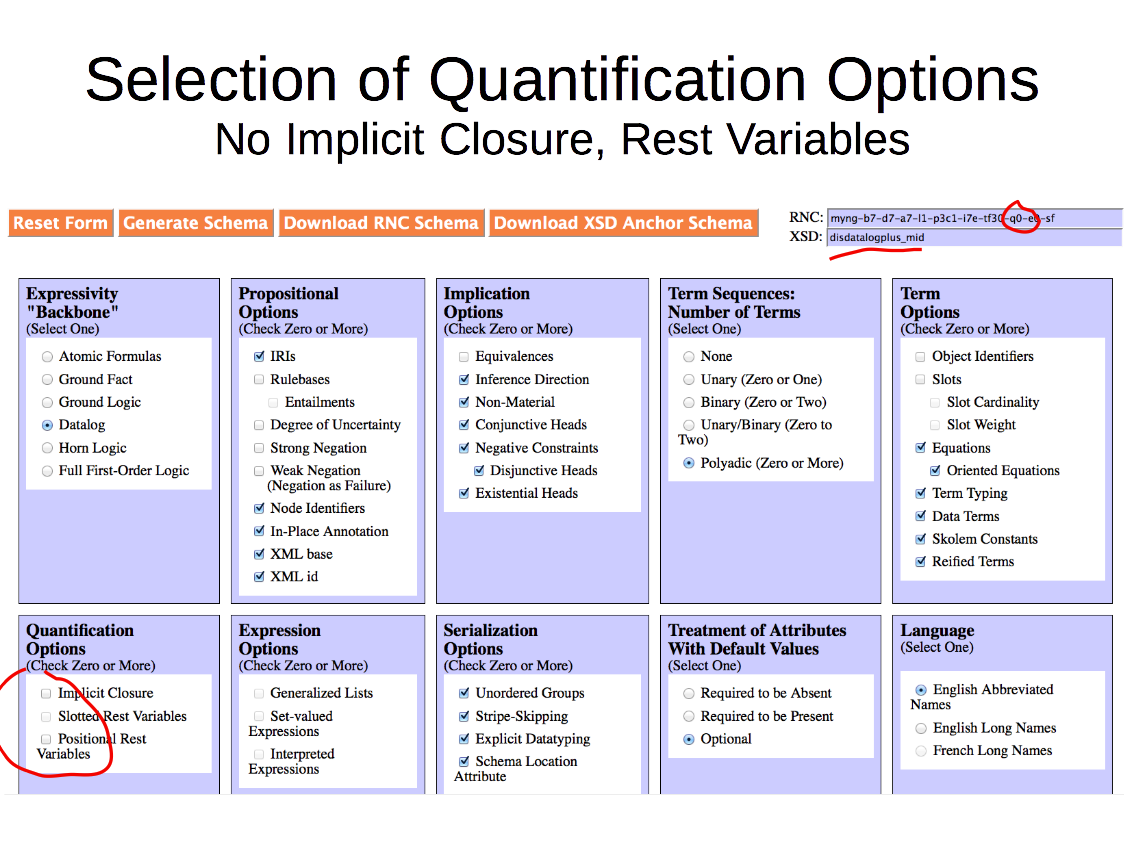 Selection of Quantification Options
No Implicit Closure, Rest Variables
Reset Form Generate Schema Download RNC Schema Download XSD Anchor Schema
RNC: myng-b7-d7-a7-l1-p3c1-i7e-tf30-q0-e0-sf
XSD: disdatalogplus_mid
Expressivity
"Backbone"
(Select One)
Atomic Formulas
Ground Fact
Ground Logic
Datalog
Horn Logic
Full First-Order Logic
Propositional
Options
(Check Zero or More)
IRIs
Rulebases
Entailments
Degree of Uncertainty
Strong Negation
Weak Negation
(Negation as Failure)
Node Identifiers
In-Place Annotation
XML base
XML id
Implication
Options
(Check Zero or More)
Equivalences
Inference Direction
Non-Material
Conjunctive Heads
Negative Constraints
Disjunctive Heads
Existential Heads
Term Sequences:
Number of Terms
(Select One)
None
Unary (Zero or One)
Binary (Zero or Two)
Unary/Binary (Zero to
Two)
Polyadic (Zero or More)
Term
Options
(Check Zero or More)
Object Identifiers
Slots
Slot Cardinality
Slot Weight
Equations
Oriented Equations
Term Typing
Data Terms
Skolem Constants
Reified Terms
Quantification
Options
(Check Zero or More)
Implicit Closure
Slotted Rest Variables
Positional Rest
Variables
Expression
Options
(Check Zero or More)
Generalized Lists
Set-valued
Expressions
Interpreted
Expressions
Serialization
Options
(Check Zero or More)
Unordered Groups
Stripe-Skipping
Explicit Datatyping
Schema Location
Attribute
Treatment of Attributes
With Default Values
(Select One)
Required to be Absent
Required to be Present
Optional
Language
(Select One)
English Abbreviated
Names
English Long Names
French Long Names